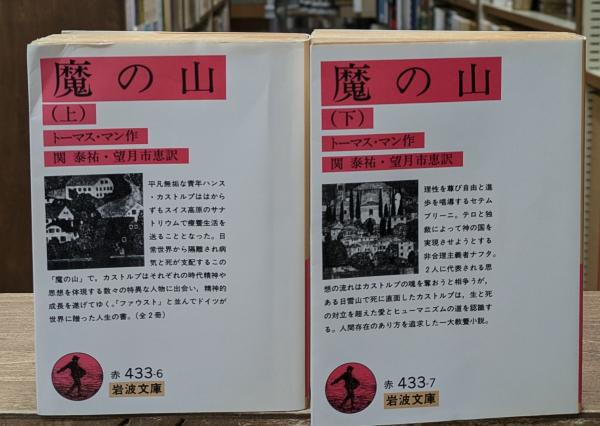 魔の山
(上)
トーマス・マン作
関 泰祐・望月市恵訳
平凡無垢な青年ハンス
・カストルプははから
ずもスイス高原のサナ
トリウムで療養生活を
送ることとなった。日
常世界から隔離され病
気と死が支配するこの
「魔の山」で、カストルプはそれぞれの時代精神や
思想を体現する数々の特異な人物に出会い、精神的
成長を遂げてゆく。『ファウスト』と並んでドイツが
世界に贈った人生の書。(全2冊)
赤 433-6
岩波文庫
魔の山
(下)
トーマス・マン作
関 泰祐・望月市恵訳
理性を尊び自由と進
歩を唱導するセテム
ブリーニ。テロと独
裁によって神の国を
実現させようとする
非合理主義者ナフタ。
2人に代表される思
想の流れはカストルプの魂を奪おうと相争うが、
ある日雪山で死に直面したカストルプは、生と死
の対立を超えた愛とヒューマニズムの道を認識す
る。人間存在のあり方を追求した一大教養小説。
赤 433-7
岩波文庫